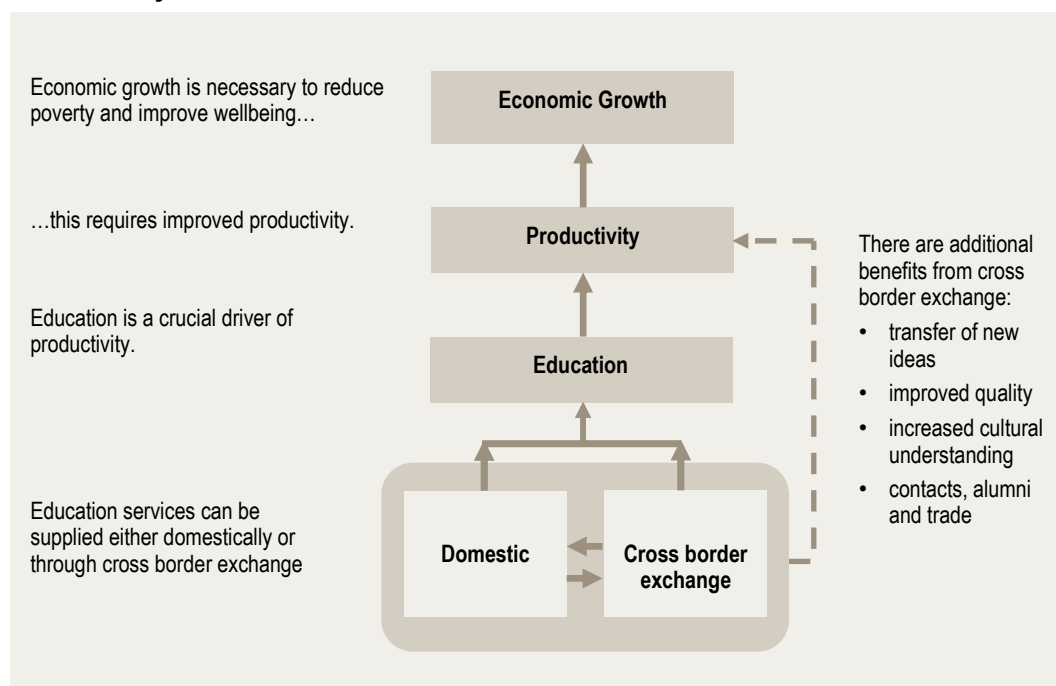 Economic growth is necessary to reduce
poverty and improve wellbeing…
Economic Growth
…this requires improved productivity.
Productivity
There are additional
benefits from cross
border exchange:
• transfer of new
ideas
• improved quality
• increased cultural
understanding
• contacts, alumni
and trade
Education is a crucial driver of
productivity.
Education
Education services can be
supplied either domestically or
through cross border exchange
Domestic
Cross border
exchange